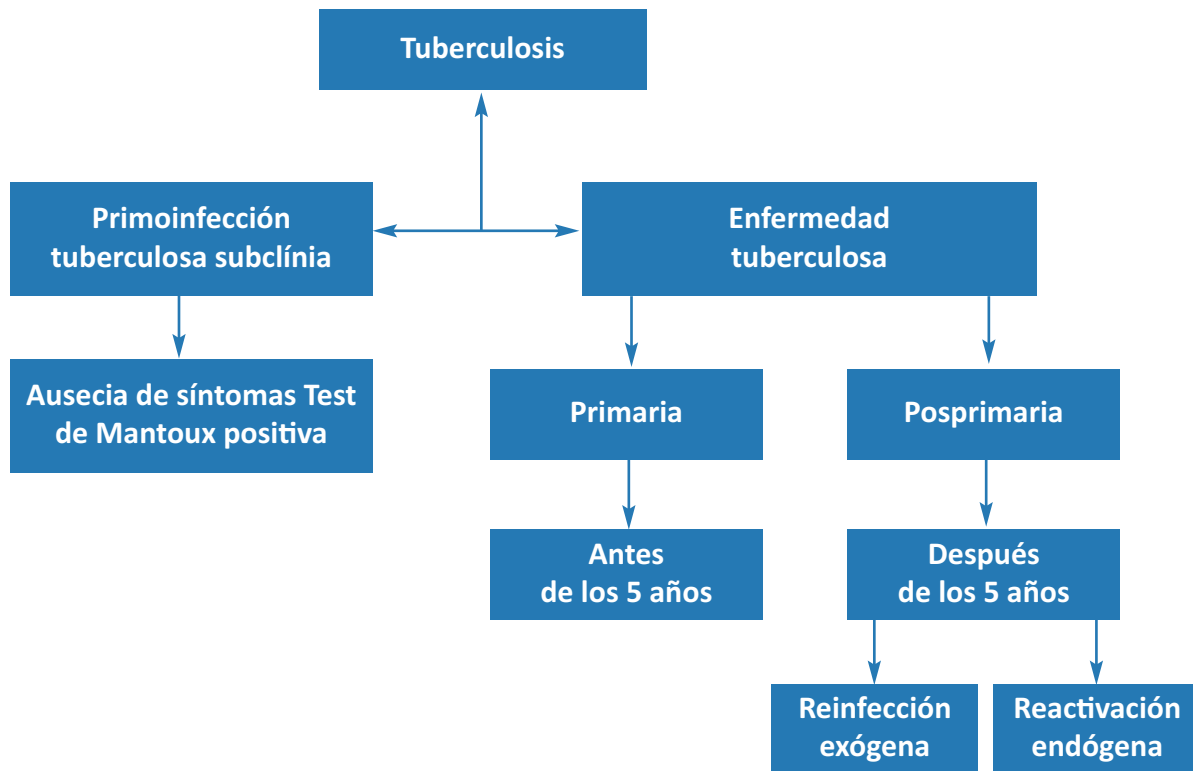 Tuberculosis
Primoinfección
tuberculosa subclínia
Enfermedad
tuberculosa
Ausecia de síntomas Test
de Mantoux positiva
Primaria
Posprimaria
Antes
de los 5 años
Después
de los 5 años
Reinfección
exógena
Reactivación
endógena